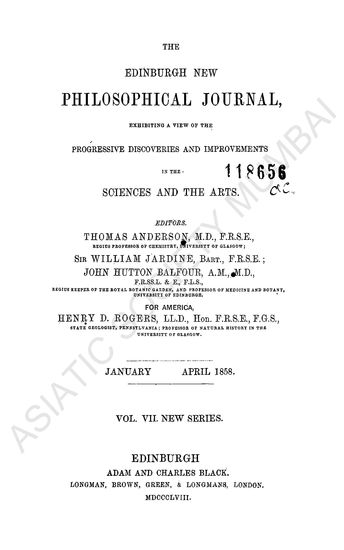 THE
EDINBURGH NEW
PHILOSOPHICAL JOURNAL,
EXHIBITING A VIEW OF THE
PROGRESSIVE DISCOVERIES AND IMPROVEMENTS
IN THE
118656
SCIENCES AND THE ARTS.
&c.
EDITORS.
THOMAS ANDERSON, M.D., F.R.S.E.,
REGIUS PROFESSOR OF CHEMISTRY, UNIVERSITY OF GLASGOW;
SIR WILLIAM JARDINE, BART., F.R.S.E.;
JOHN HUTTON BALFOUR, A.M., M.D.,
F.R.SS.L. & E., F.L.S.,
REGIUS KEEPER OF THE ROYAL BOTANIC GARDEN, AND PROFESSOR OF MEDICINE AND BOTANY,
UNIVERSITY OF EDINBURGH.
FOR AMERICA,
HENRY D. ROGERS, LL.D., HON. F.R.S.E., F.G.S.,
STATE GEOLOGIST, PENNSYLVANIA; PROFESSOR OF NATURAL HISTORY IN THE
UNIVERSITY OF GLASGOW.
JANUARY APRIL 1858.
VOL. VII. NEW SERIES.
EDINBURGH
ADAM AND CHARLES BLACK.
LONGMAN, BROWN, GREEN, & LONGMANS, LONDON.
MDCCCLVIII.
ASIATIC SOCIETY MUMBAI